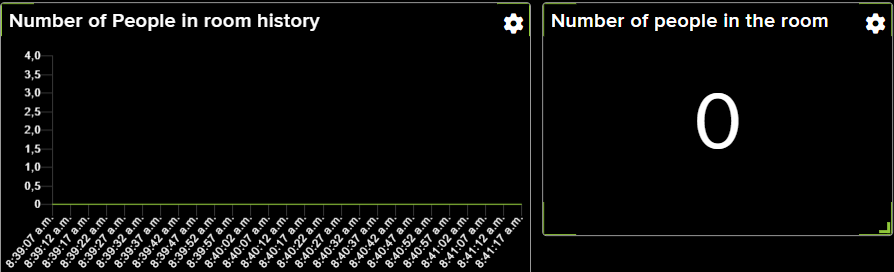 Number of People in room history
4,0
3,5
3,0
2,5
2,0
1,5
1,0
0,5
0
8:39:07 a.m.
8:39:12 a.m.
8:39:17 a.m.
8:39:22 a.m.
8:39:27 a.m.
8:39:32 a.m.
8:39:37 a.m.
8:39:42 a.m.
8:39:47 a.m.
8:39:52 a.m.
8:39:57 a.m.
8:40:02 a.m.
8:40:07 a.m.
8:40:12 a.m.
8:40:17 a.m.
8:40:22 a.m.
8:40:27 a.m.
8:40:32 a.m.
8:40:37 a.m.
8:40:42 a.m.
8:40:47 a.m.
8:40:52 a.m.
8:40:57 a.m.
8:41:02 a.m.
8:41:07 a.m.
8:41:12 a.m.
8:41:17 a.m.
Number of people in the room
0